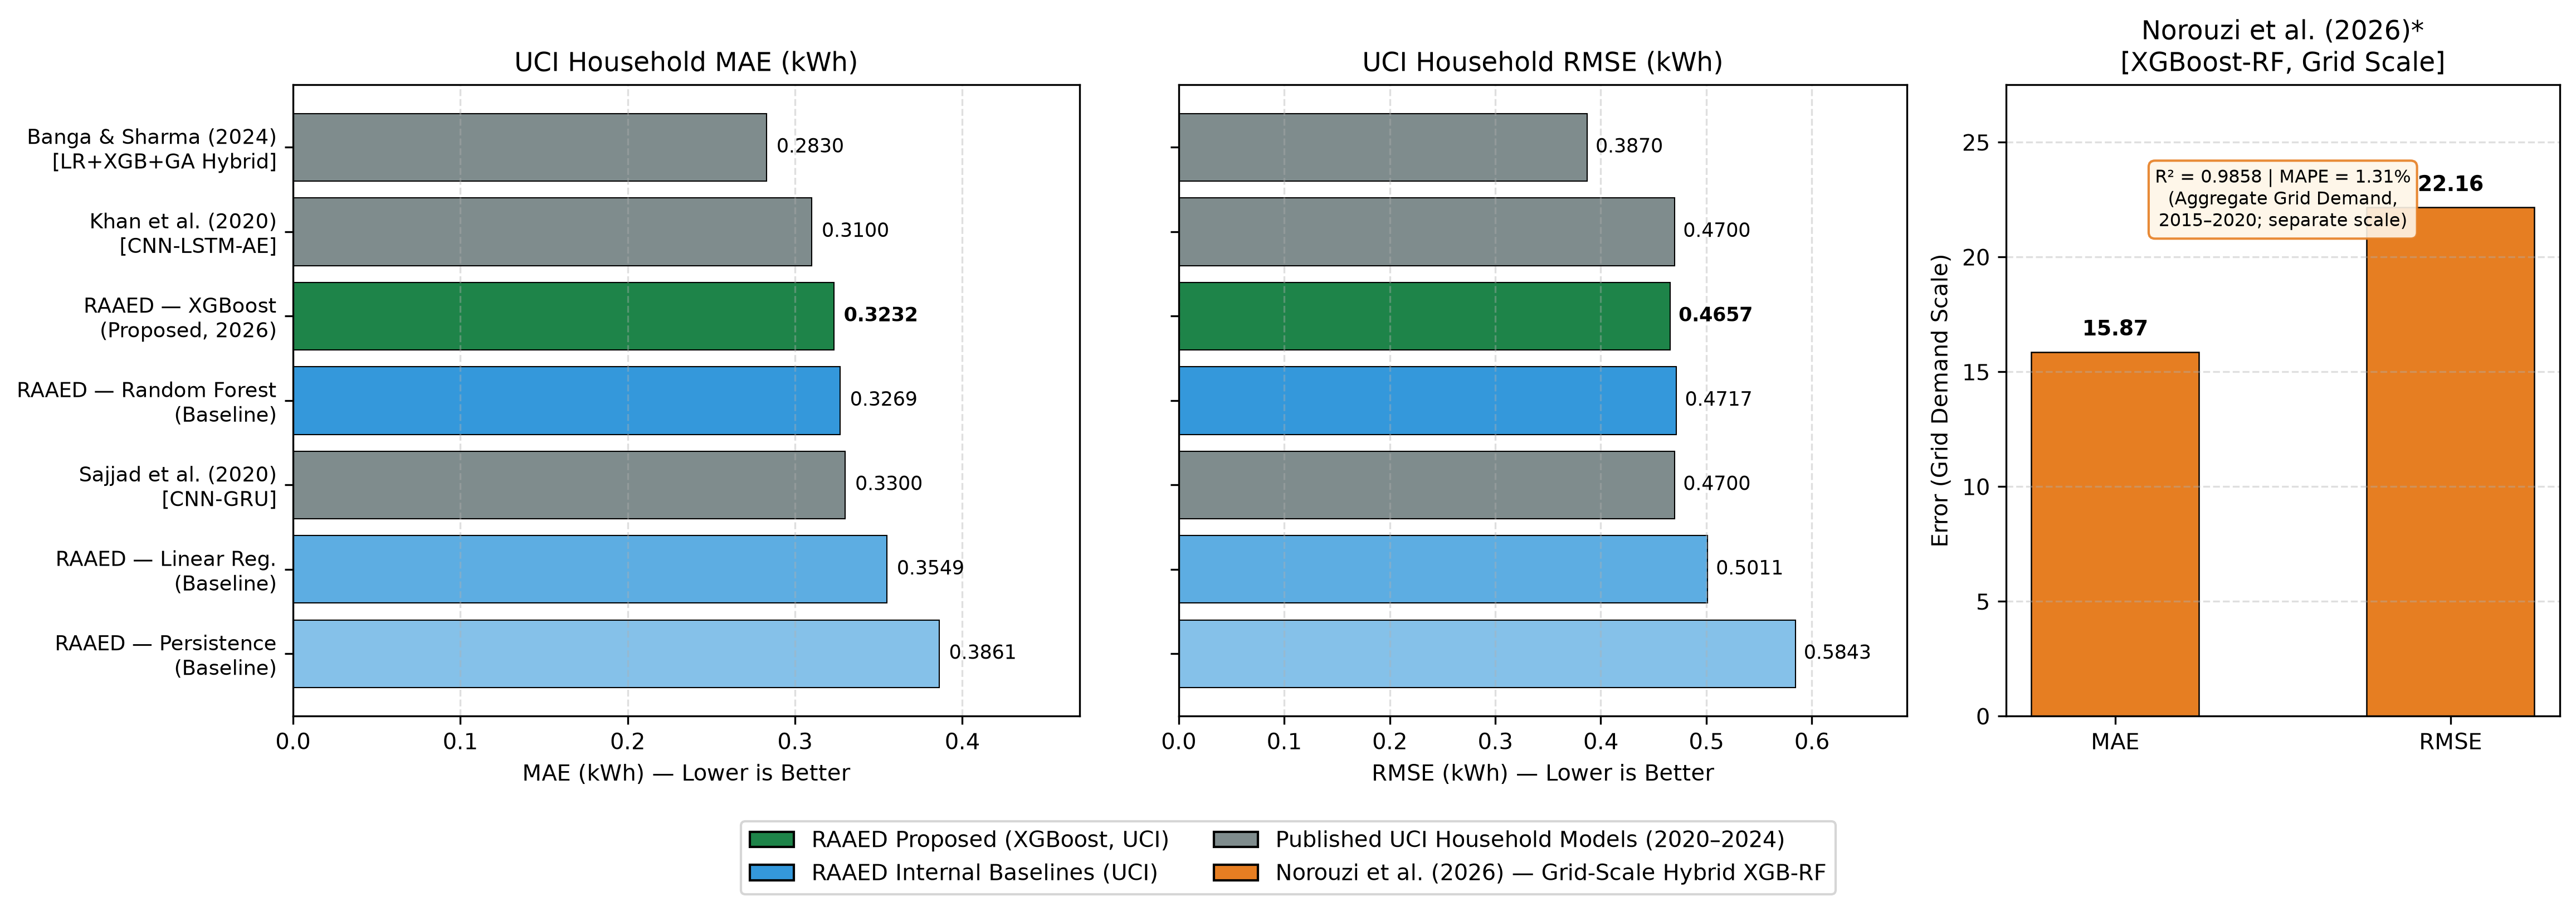 UCI Household MAE (kWh)
Banga & Sharma (2024)
[LR+XGB+GA Hybrid]
0.2830
Khan et al. (2020)
[CNN-LSTM-AE]
0.3100
RAAED — XGBoost
(Proposed, 2026)
0.3232
RAAED — Random Forest
(Baseline)
0.3269
Sajjad et al. (2020)
[CNN-GRU]
0.3300
RAAED — Linear Reg.
(Baseline)
0.3549
RAAED — Persistence
(Baseline)
0.3861
0.0 0.1 0.2 0.3 0.4
MAE (kWh) — Lower is Better
UCI Household RMSE (kWh)
0.3870
0.4700
0.4657
0.4717
0.4700
0.5011
0.5843
0.0 0.1 0.2 0.3 0.4 0.5 0.6
RMSE (kWh) — Lower is Better
Norouzi et al. (2026)*
[XGBoost-RF, Grid Scale]
Error (Grid Demand Scale)
25
20
15
10
5
0
R² = 0.9858 | MAPE = 1.31%
(Aggregate Grid Demand,
2015–2020; separate scale)
22.16
15.87
MAE RMSE
RAAED Proposed (XGBoost, UCI)
RAAED Internal Baselines (UCI)
Published UCI Household Models (2020–2024)
Norouzi et al. (2026) — Grid-Scale Hybrid XGB-RF